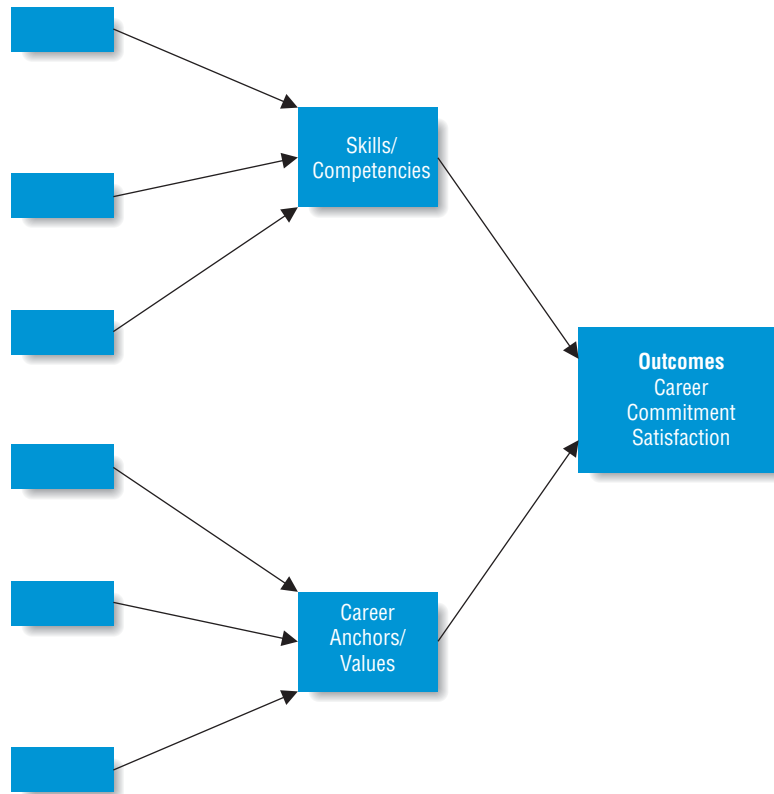 Skills/
Competencies
Outcomes
Career
Commitment
Satisfaction
Career
Anchors/
Values